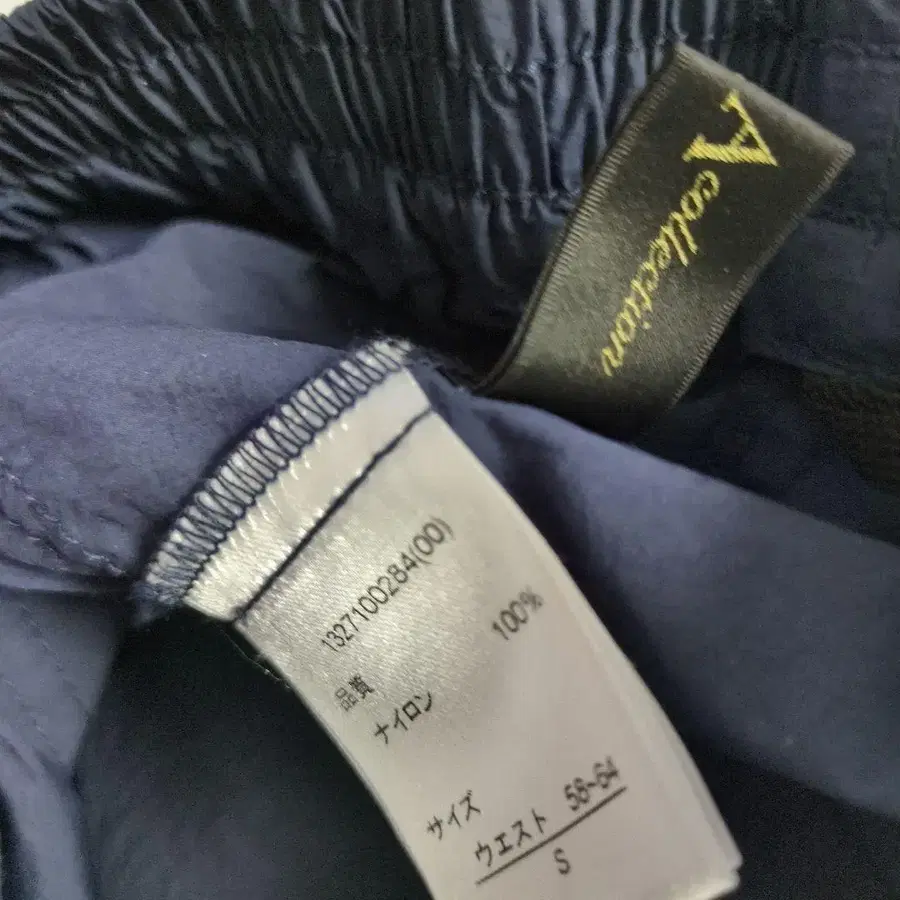 A collection
1327100284(00)
品質
ナイロン 100%
サイズ
ウエスト 58~64
S